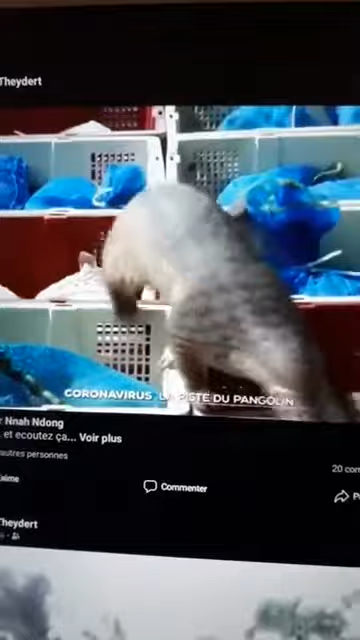 Theydert
CORONAVIRUS LA PISTE DU PANGOLIN
Nnah Ndong
et ecoutez ça... Voir plus
autres personnes
20 com
'aime
Commenter
Theydert